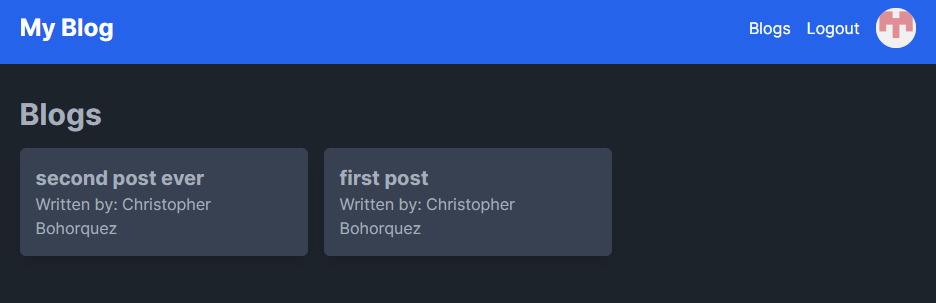 My Blog
Blogs
Logout
Blogs
second post ever
Written by: Christopher
Bohorquez
first post
Written by: Christopher
Bohorquez